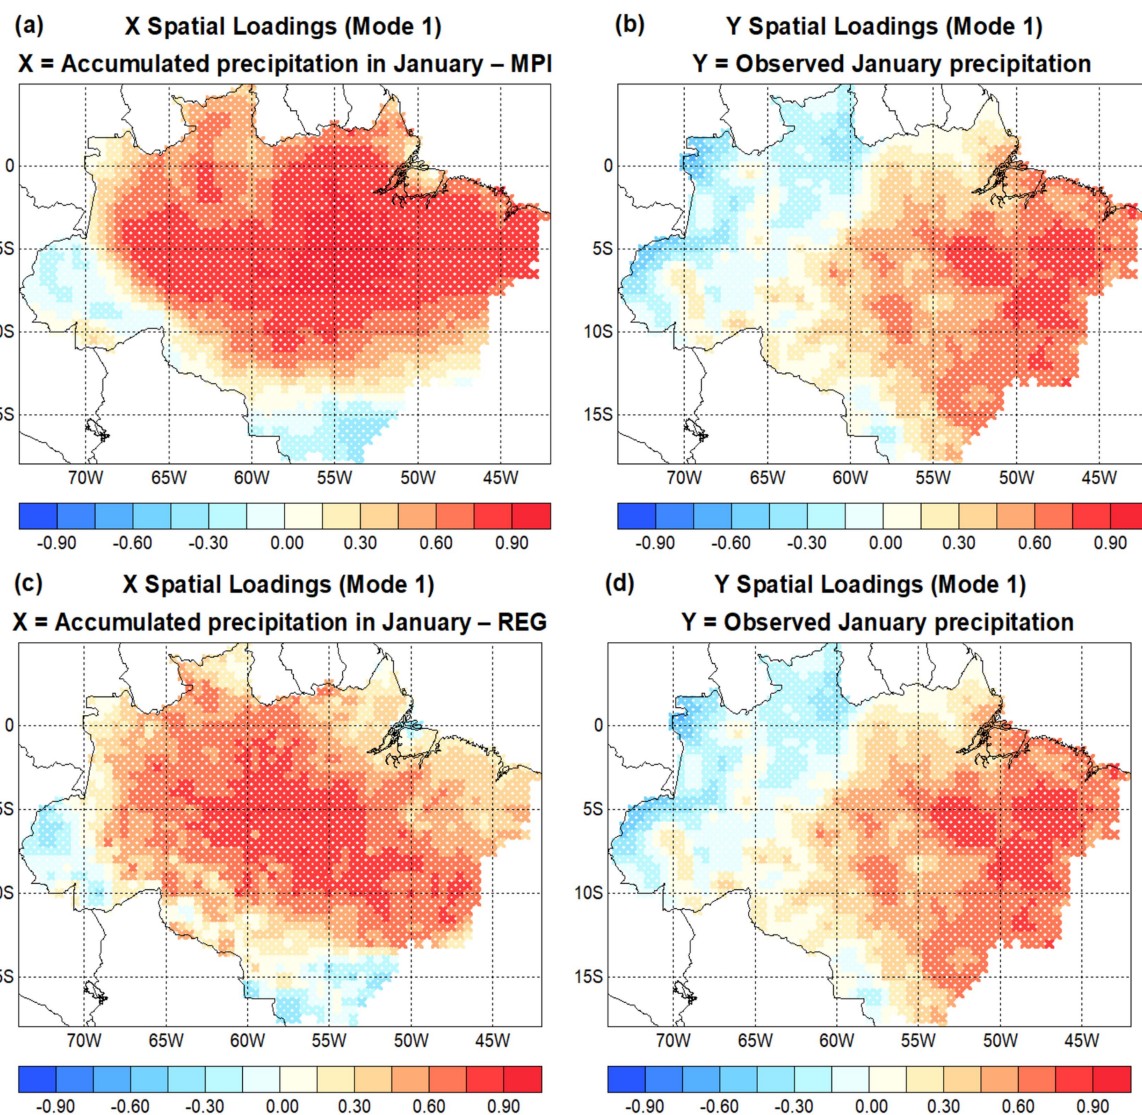 (a) X Spatial Loadings (Mode 1)
X = Accumulated precipitation in January – MPI
0
5S
10S
15S
70W 65W 60W 55W 50W 45W
-0.90 -0.60 -0.30 0.00 0.30 0.60 0.90
(b) Y Spatial Loadings (Mode 1)
Y = Observed January precipitation
0
5S
10S
15S
70W 65W 60W 55W 50W 45W
-0.90 -0.60 -0.30 0.00 0.30 0.60 0.90
(c) X Spatial Loadings (Mode 1)
X = Accumulated precipitation in January – REG
0
5S
10S
15S
70W 65W 60W 55W 50W 45W
-0.90 -0.60 -0.30 0.00 0.30 0.60 0.90
(d) Y Spatial Loadings (Mode 1)
Y = Observed January precipitation
0
5S
10S
15S
70W 65W 60W 55W 50W 45W
-0.90 -0.60 -0.30 0.00 0.30 0.60 0.90